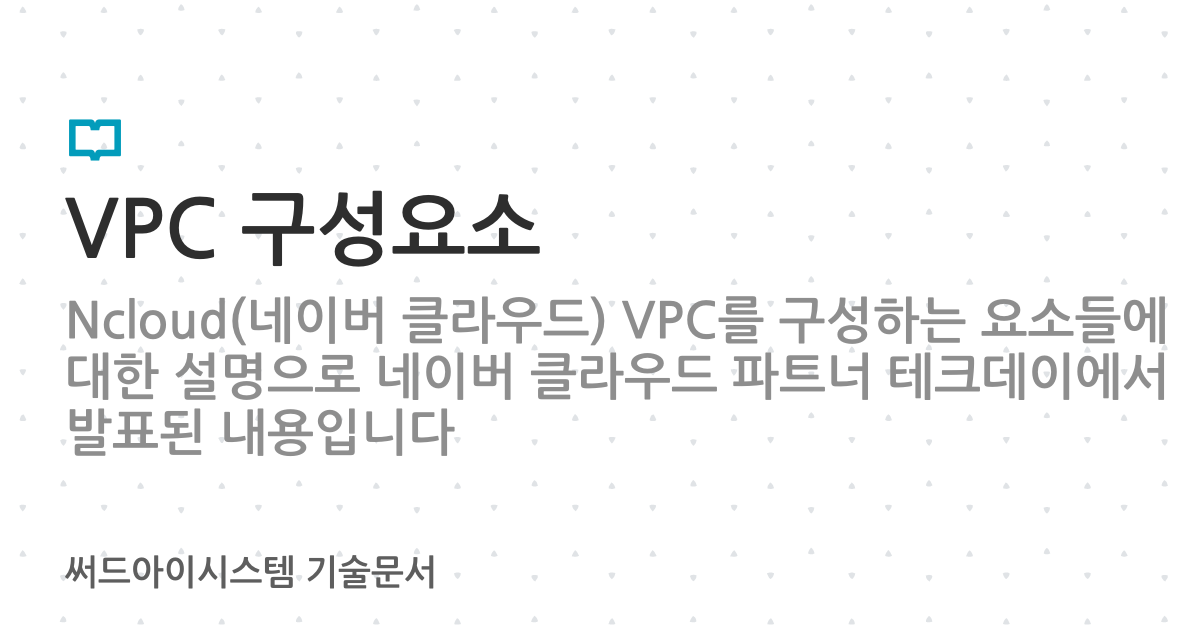 VPC 구성요소
Ncloud(네이버 클라우드) VPC를 구성하는 요소들에
대한 설명으로 네이버 클라우드 파트너 테크데이에서
발표된 내용입니다
써드아이시스템 기술문서